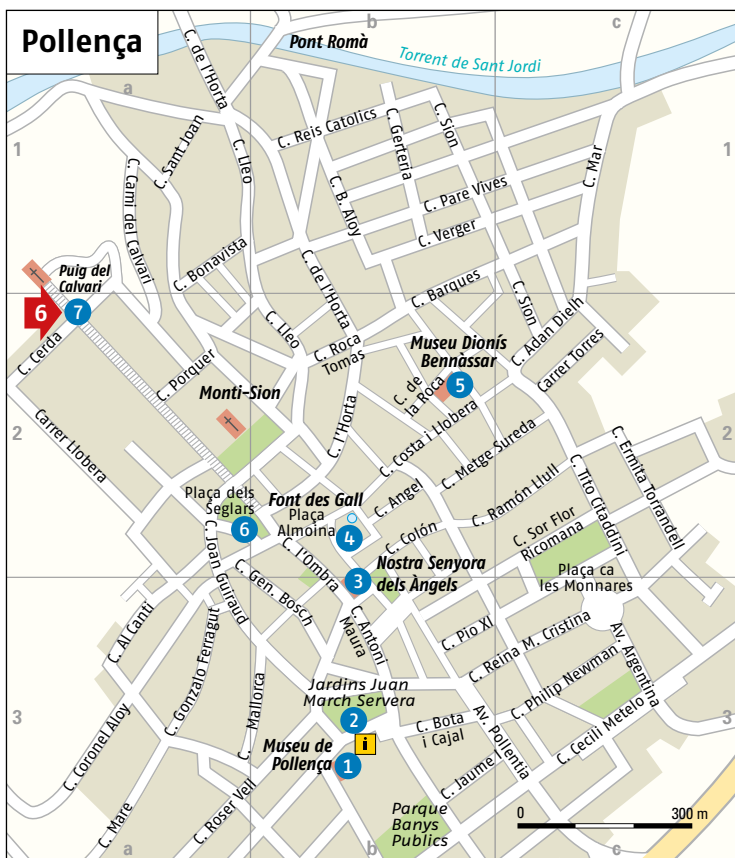 Pollença
a
b
c
1
1
2
2
3
3
a
b
c
Pont Romà
Torrent de Sant Jordi
C. de l'Horta
C. Sant Joan
C. Lleo
C. Reis Catolics
C. Gerteria
C. Sion
C. Mar
C. Cami del Calvari
C. B. Aloy
C. Pare Vives
C. Verger
C. Bonavista
C. de l'Horta
C. Barques
Puig del
Calvari
6
7
C. Cerda
C. Lleo
C. Roca
Tomas
C. Sion
C. Adan Dielh
Carrer Torres
Museu Dionís
Bennàssar
5
C. de
la Roca
C. Porquer
Monti-Sion
Carrer Llobera
C. l'Horta
C. Costa i Llobera
C. Metge Sureda
C. Ermita Torrandell
C. Tito Citaddini
C. Ramón Llull
C. Angel
C. Colón
C. Sor Flor
Ricomana
Plaça dels
Seglars
6
Font des Gall
Plaça
Almoina
4
Nostra Senyora
dels Àngels
3
Plaça ca
les Monnares
C. Joan Guiraud
C. l'Ombra
C. Gen. Bosch
C. Antoni
Maura
C. Pio XI
C. Reina M. Cristina
Av. Argentina
C. Al Canti
C. Gonzalo Ferragut
C. Mallorca
C. Coronel Aloy
C. Philip Newman
C. Cecili Metelo
Av. Pollentia
Jardins Juan
March Servera
2
i
C. Bota
i Cajal
Museu de
Pollença
1
C. Jaume I
C. Mare
C. Roser Vell
Parque
Banys
Publics
0
300 m